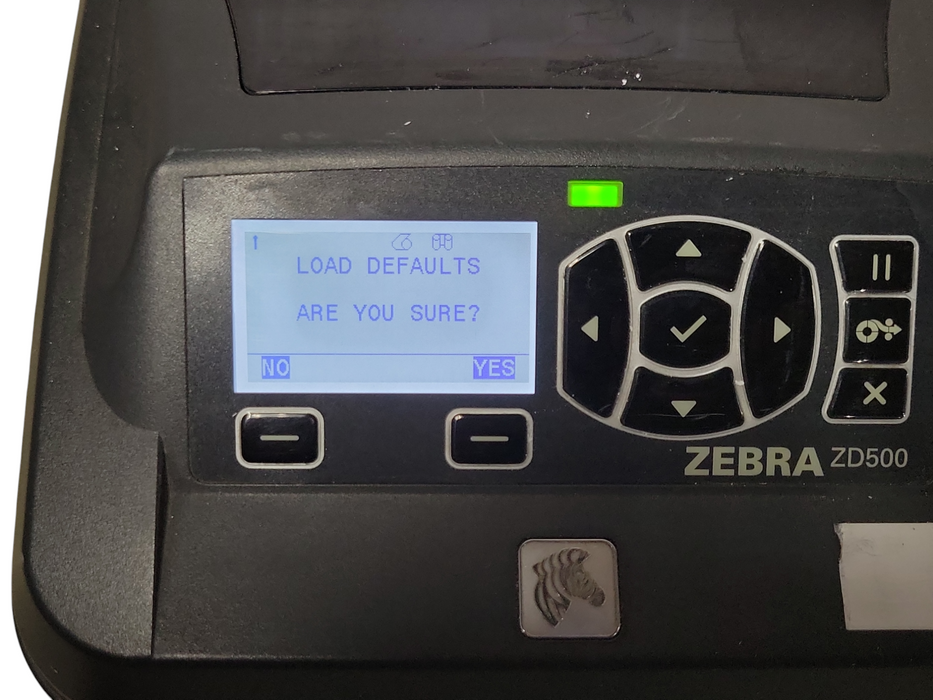 LOAD DEFAULTS
ARE YOU SURE?
NO YES
ZEBRA ZD500